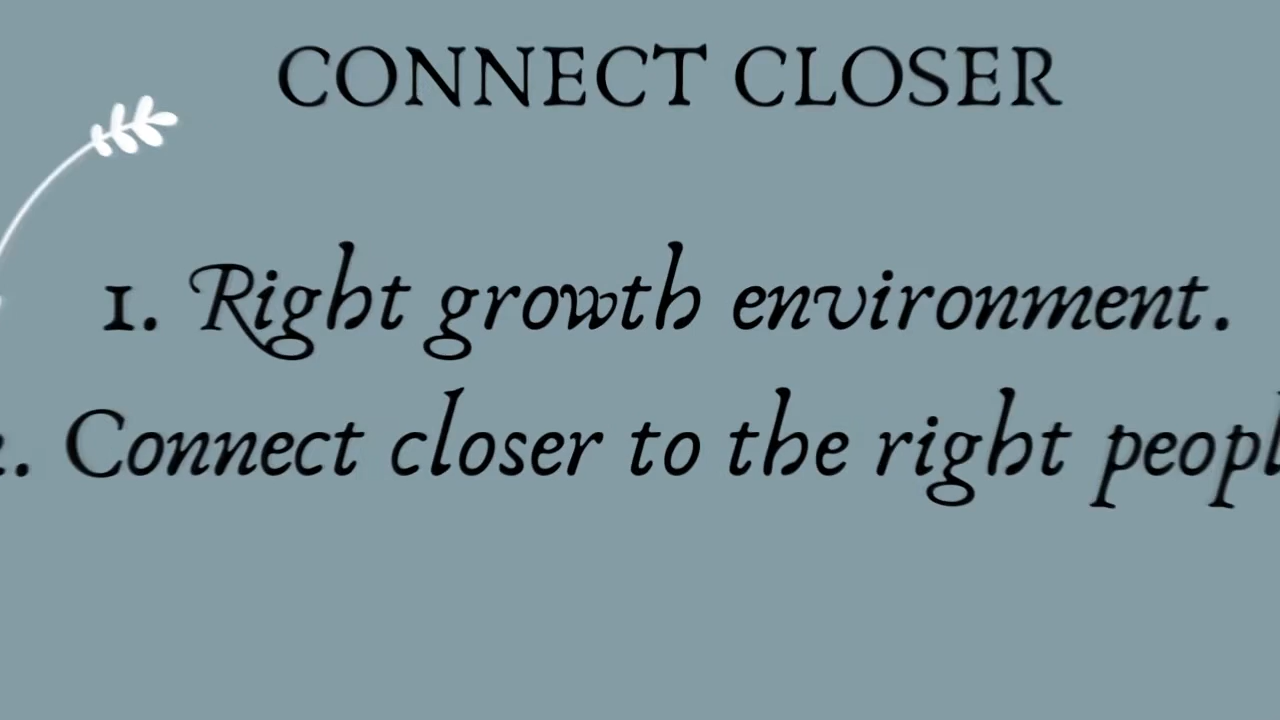 CONNECT CLOSER
1. Right growth environment.
. Connect closer to the right